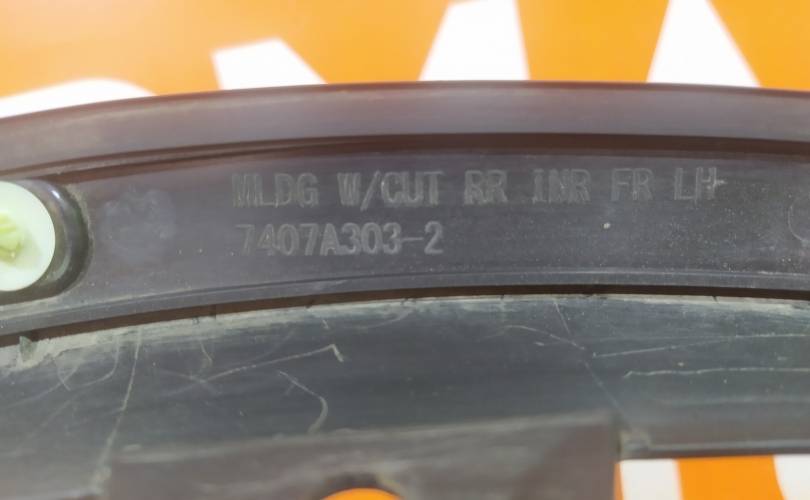 MLDG W/CUT RR INR FR LH
7407A303-2